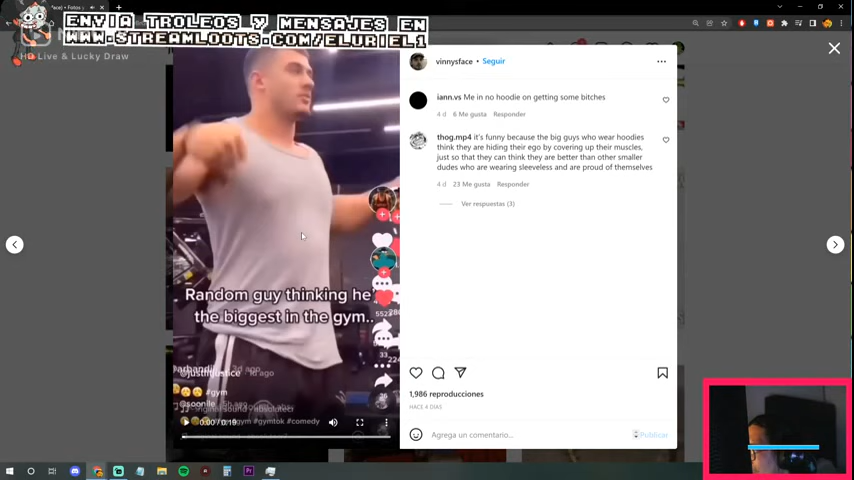 ENVIA TROLEOS Y MENSAJES EN
WWW.STREAMLOOTS.COM/ELURIEL1
HD Live & Lucky Draw
vinnysface • Seguir
iann.vs Me in no hoodie on getting some bitches
4 d 6 Me gusta Responder
thog.mp4 it's funny because the big guys who wear hoodies
think they are hiding their ego by covering up their muscles,
just so that they can think they are better than other smaller
dudes who are wearing sleeveless and are proud of themselves
4 d 23 Me gusta Responder
Ver respuestas (3)
Random guy thinking he'
the biggest in the gym..
#gym
#gymtok #comedy
0:00 / 0:19
1,986 reproducciones
HACE 4 DÍAS
Agrega un comentario...
Publicar